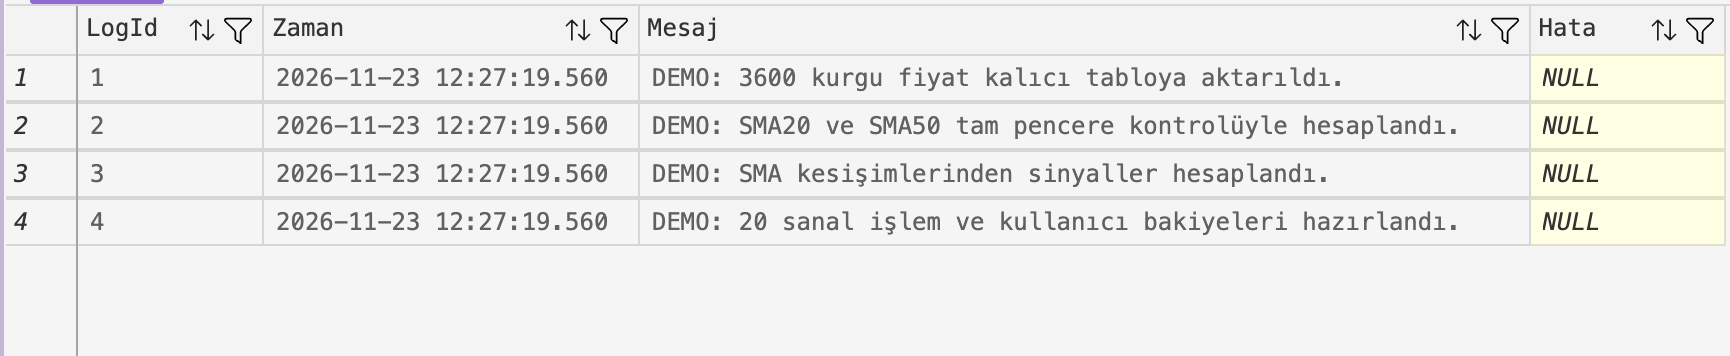 LogId Zaman Mesaj Hata
1 1 2026-11-23 12:27:19.560 DEMO: 3600 kurgu fiyat kalıcı tabloya aktarıldı. NULL
2 2 2026-11-23 12:27:19.560 DEMO: SMA20 ve SMA50 tam pencere kontrolüyle hesaplandı. NULL
3 3 2026-11-23 12:27:19.560 DEMO: SMA kesişimlerinden sinyaller hesaplandı. NULL
4 4 2026-11-23 12:27:19.560 DEMO: 20 sanal işlem ve kullanıcı bakiyeleri hazırlandı. NULL